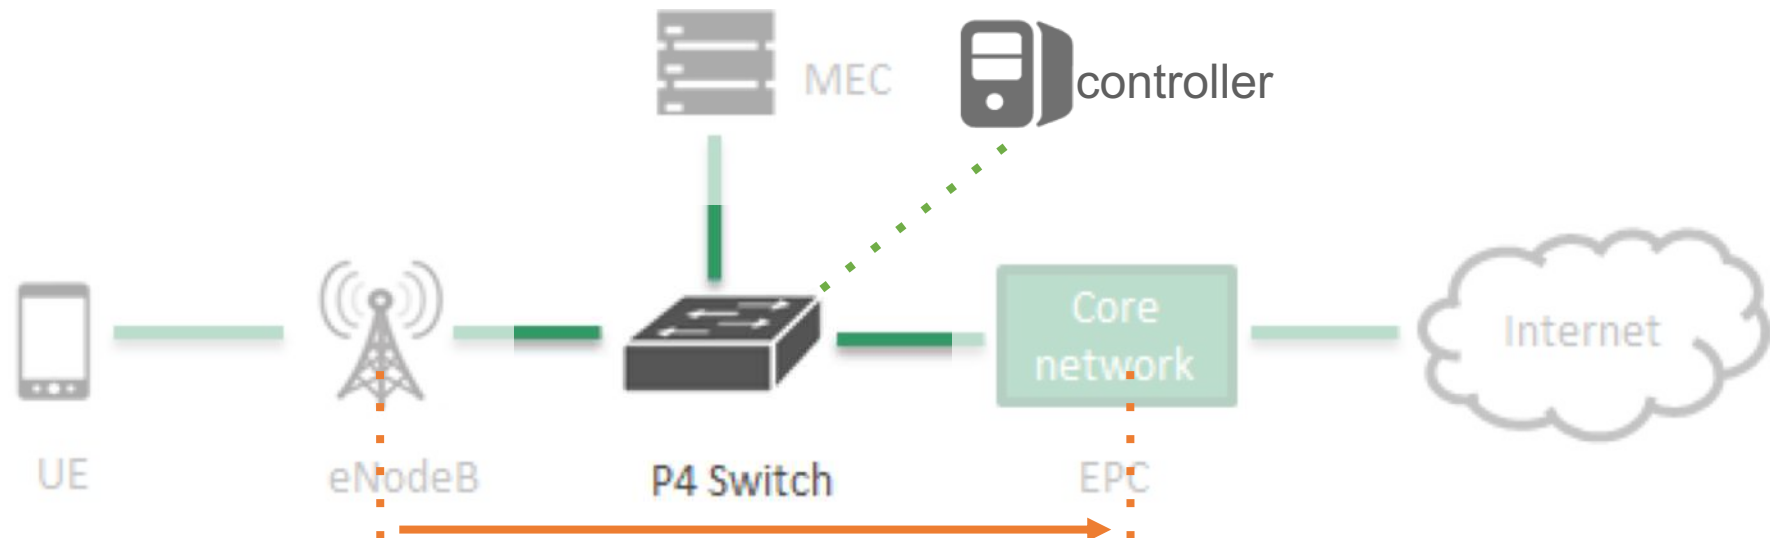 MEC
controller
Core
network
Internet
UE
eNodeB
P4 Switch
EPC